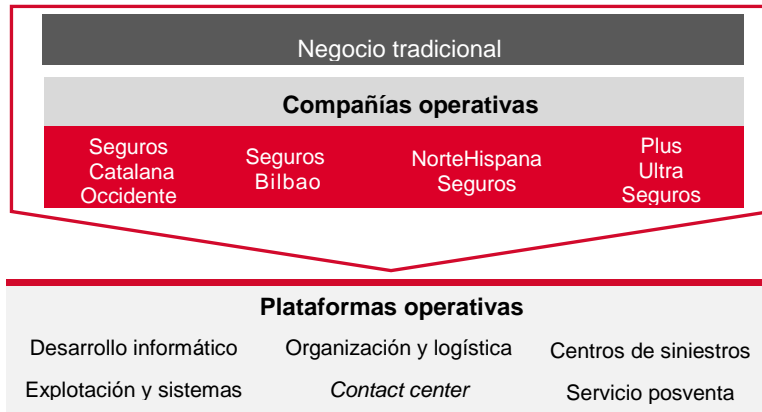 Negocio tradicional
Compañías operativas
Seguros
Catalana
Occidente
Seguros
Bilbao
NorteHispana
Seguros
Plus
Ultra
Seguros
Plataformas operativas
Desarrollo informático
Organización y logística
Centros de siniestros
Explotación y sistemas
Contact center
Servicio posventa